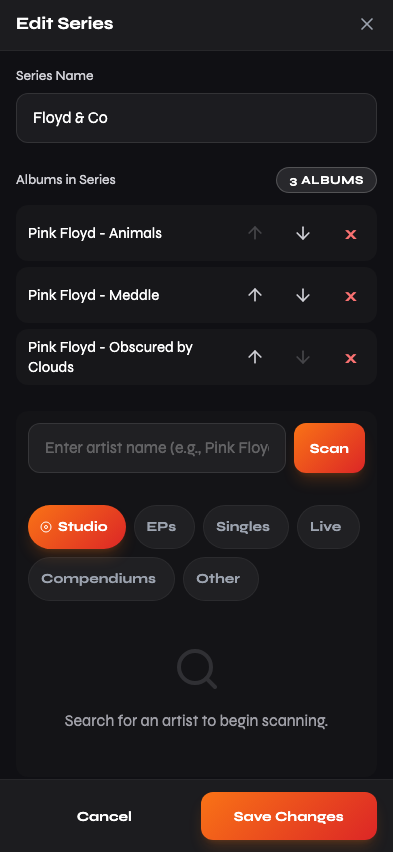 Edit Series
Series Name
Floyd & Co
Albums in Series
3 ALBUMS
Pink Floyd - Animals
x
Pink Floyd - Meddle
x
Pink Floyd - Obscured by
Clouds
x
Enter artist name (e.g., Pink Floy
Scan
Studio
EPs
Singles
Live
Compendiums
Other
Search for an artist to begin scanning.
Cancel
Save Changes